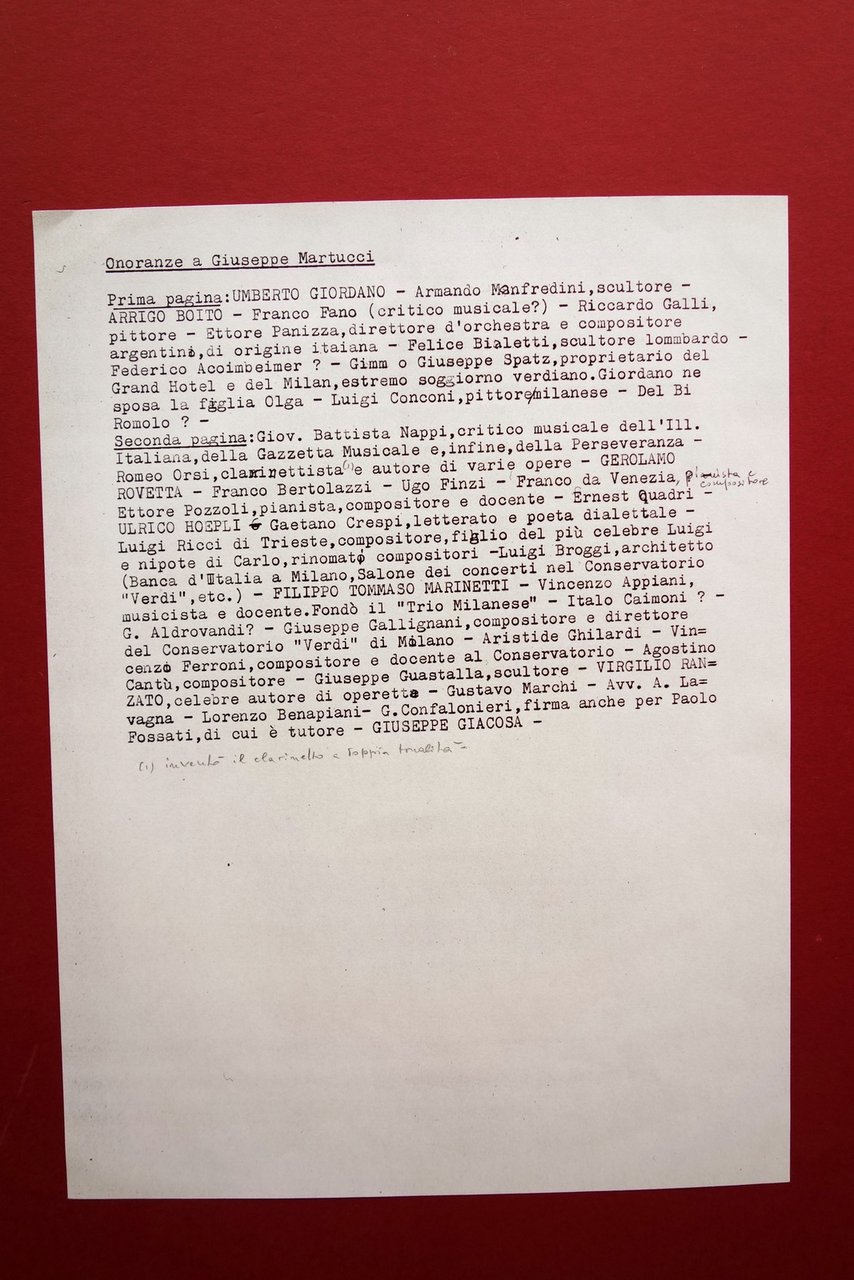 Onoranze a Giuseppe Martucci
Prima pagina:UMBERTO GIORDANO - Armando Manfredini,scultore -
ARRIGO BOITO - Franco Fano (critico musicale?) - Riccardo Galli,
pittore - Ettore Panizza,direttore d'orchestra e compositore
argentino,di origine itaiana - Felice Bialetti,scultore lommbardo -
Federico Acoimbeimer ? - Gimm o Giuseppe Spatz,proprietario del
Grand Hotel e del Milan,estremo soggiorno verdiano.Giordano ne
sposa la figlia Olga - Luigi Conconi,pittore milanese - Del Bi
Romolo ? -
Seconda pagina:Giov. Battista Nappi,critico musicale dell'Ill.
Italiana,della Gazzetta Musicale e,infine,della Perseveranza -
Romeo Orsi,clarinettista(1)e autore di varie opere - GEROLAMO
ROVETTA - Franco Bertolazzi - Ugo Finzi - Franco da Venezia, pianista e compositore
Ettore Pozzoli,pianista,compositore e docente - Ernest Quadri -
ULRICO HOEPLI - Gaetano Crespi,letterato e poeta dialettale -
Luigi Ricci di Trieste,compositore,figlio del più celebre Luigi
e nipote di Carlo,rinomati compositori -Luigi Broggi,architetto
(Banca d'Italia a Milano,Salone dei concerti nel Conservatorio
"Verdi",etc.) - FILIPPO TOMMASO MARINETTI - Vincenzo Appiani,
musicista e docente.Fondò il "Trio Milanese" - Italo Caimoni ? -
G. Aldrovandi? - Giuseppe Gallignani,compositore e direttore
del Conservatorio "Verdi" di Milano - Aristide Ghilardi - Vin=
cenzo Ferroni,compositore e docente al Conservatorio - Agostino
Cantù,compositore - Giuseppe Guastalla,scultore - VIRGILIO RAN=
ZATO,celebre autore di operette - Gustavo Marchi - Avv. A. La=
vagna - Lorenzo Benapiani- G.Confalonieri,firma anche per Paolo
Fossati,di cui è tutore - GIUSEPPE GIACOSA -
(1) inventò il clarinetto a doppia tonalità -